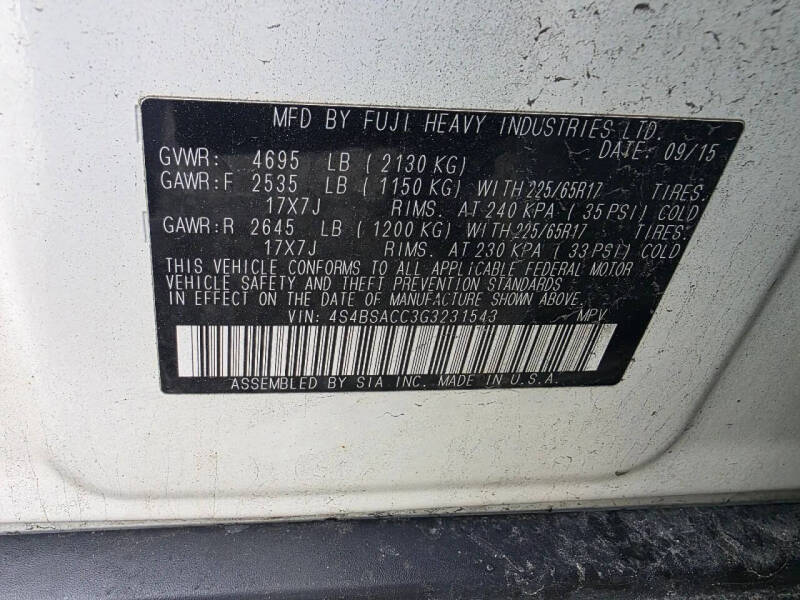 MFD BY FUJI HEAVY INDUSTRIES LTD.
DATE: 09/15
GVWR: 4695 LB (2130 KG)
GAWR:F 2535 LB (1150 KG) WITH 225/65R17 TIRES.
17X7J RIMS. AT 240 KPA (35 PSI) COLD
GAWR:R 2645 LB (1200 KG) WITH 225/65R17 TIRES.
17X7J RIMS. AT 230 KPA (33 PSI) COLD
THIS VEHICLE CONFORMS TO ALL APPLICABLE FEDERAL MOTOR
VEHICLE SAFETY AND THEFT PREVENTION STANDARDS
IN EFFECT ON THE DATE OF MANUFACTURE SHOWN ABOVE.
VIN: 4S4BSACC3G3231543 MPV
ASSEMBLED BY SIA INC. MADE IN U.S.A.